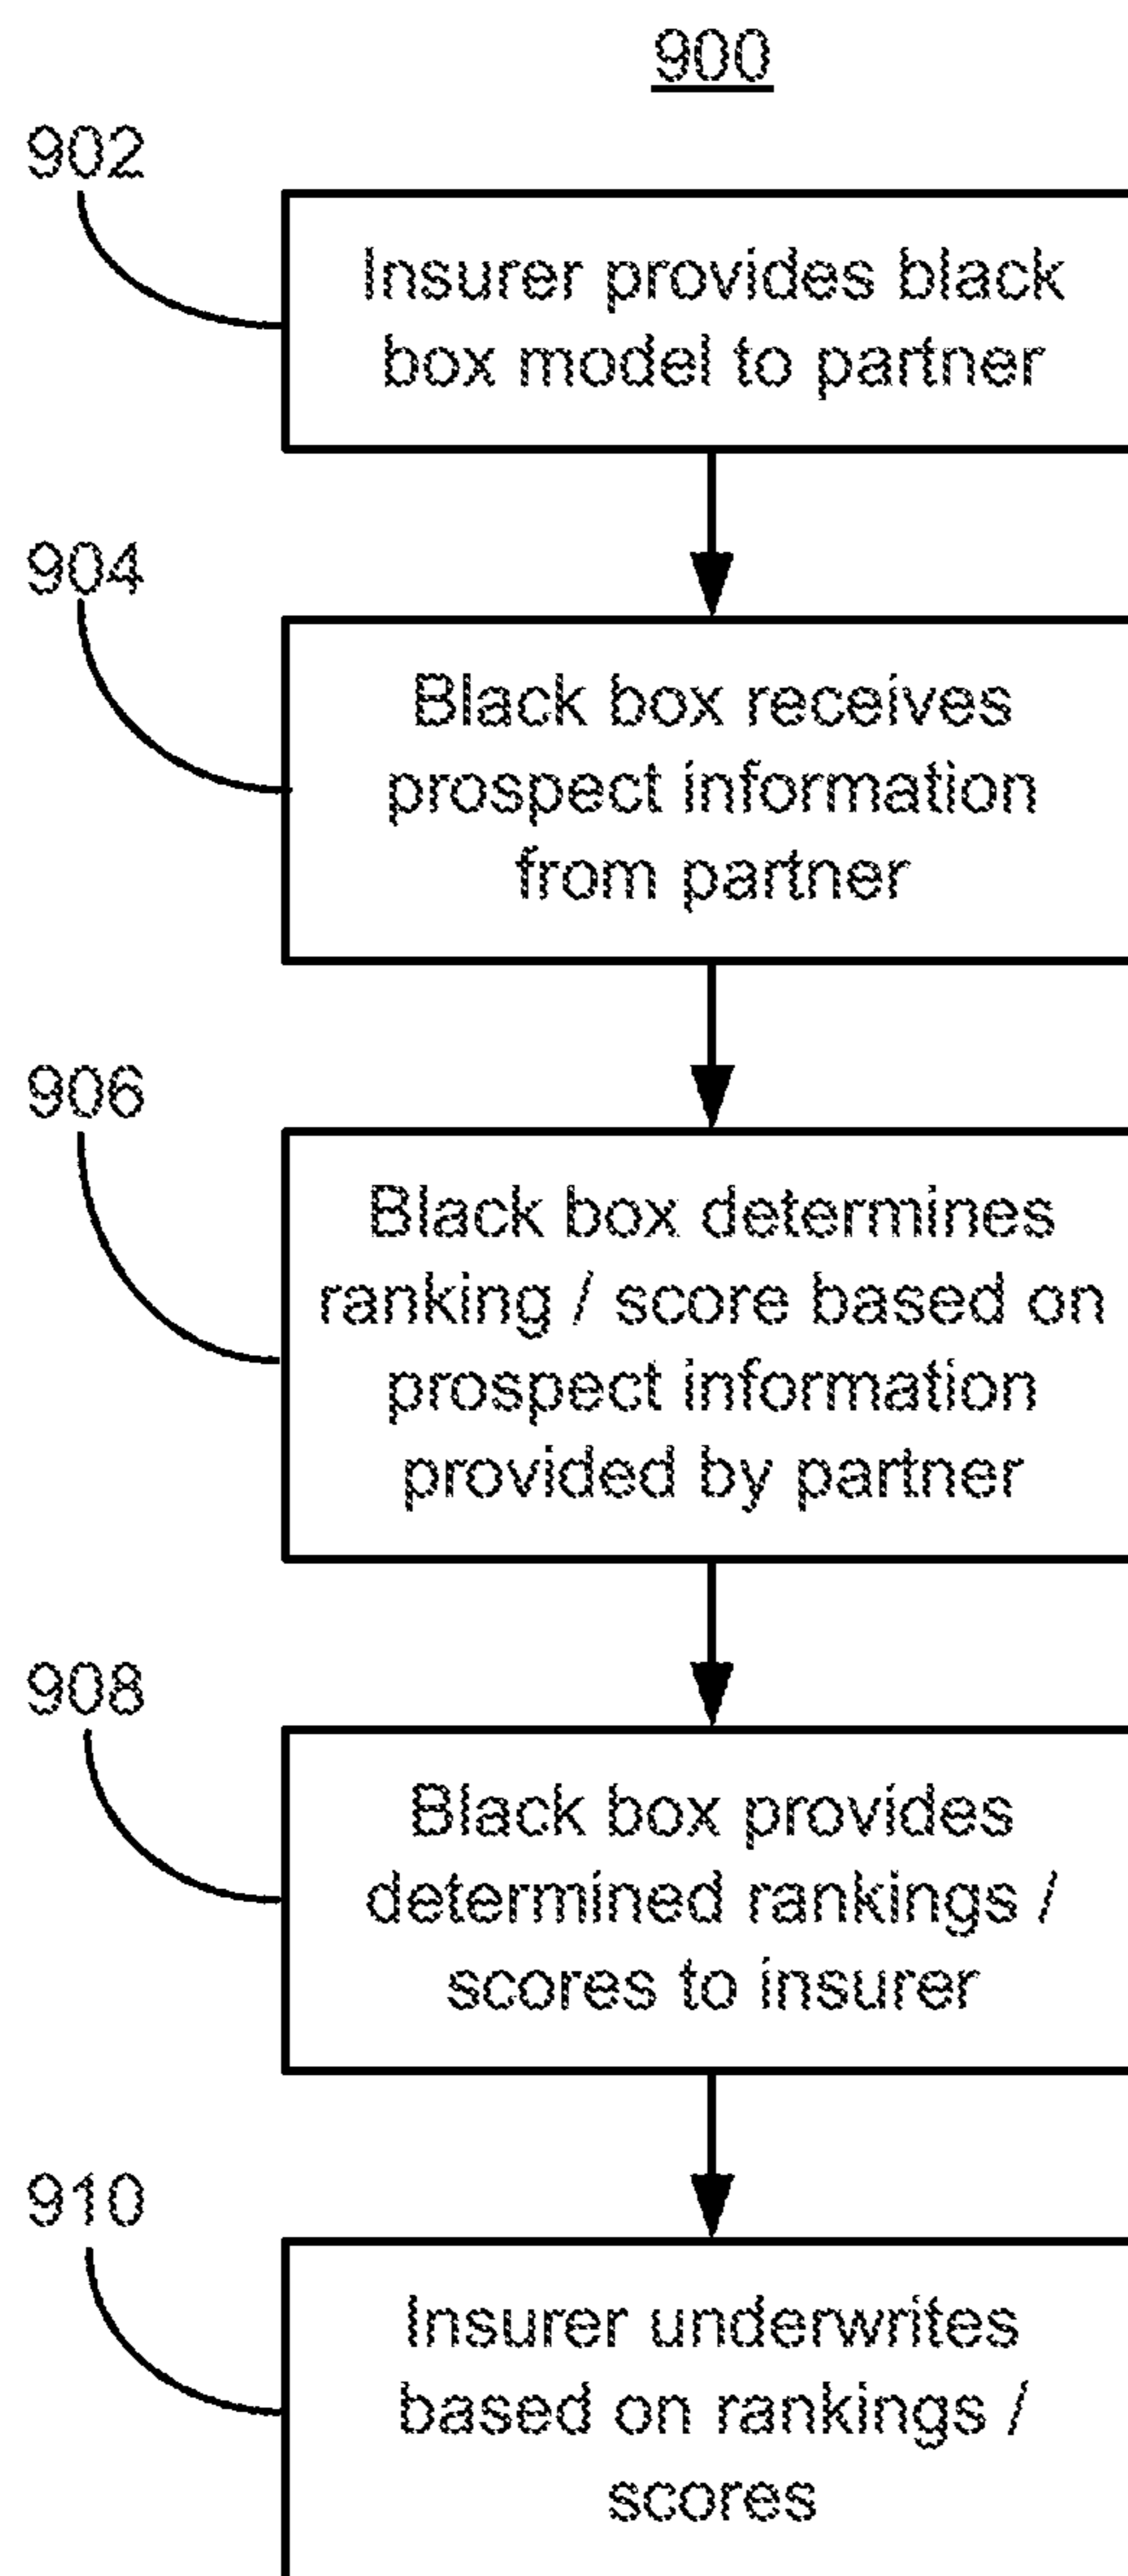 900
902
Insurer provides black
box model to partner
904
Black box receives
prospect information
from partner
906
Black box determines
ranking / score based on
prospect information
provided by partner
908
Black box provides
determined rankings /
scores to insurer
910
Insurer underwrites
based on rankings /
scores